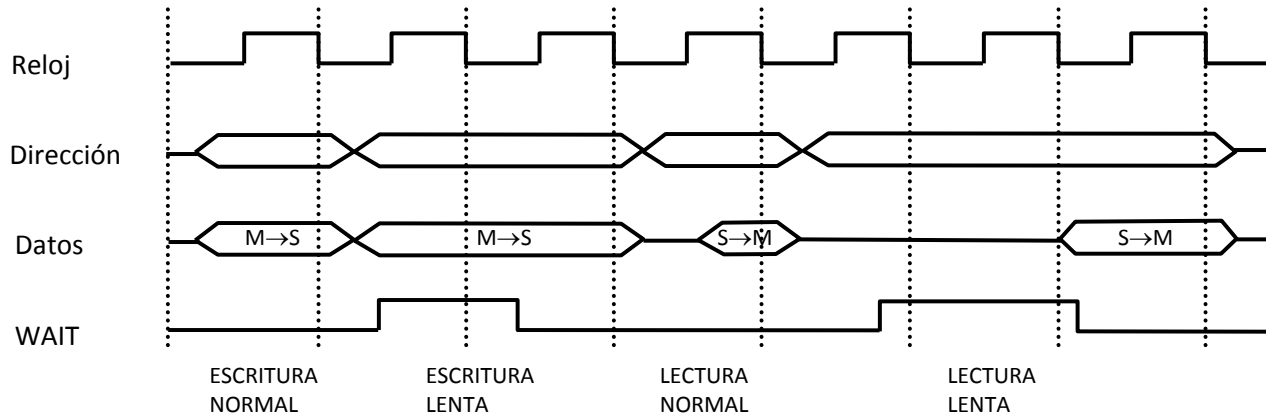 Reloj
Dirección
Datos
M→S
M→S
S→M
S→M
WAIT
ESCRITURA
NORMAL
ESCRITURA
LENTA
LECTURA
NORMAL
LECTURA
LENTA